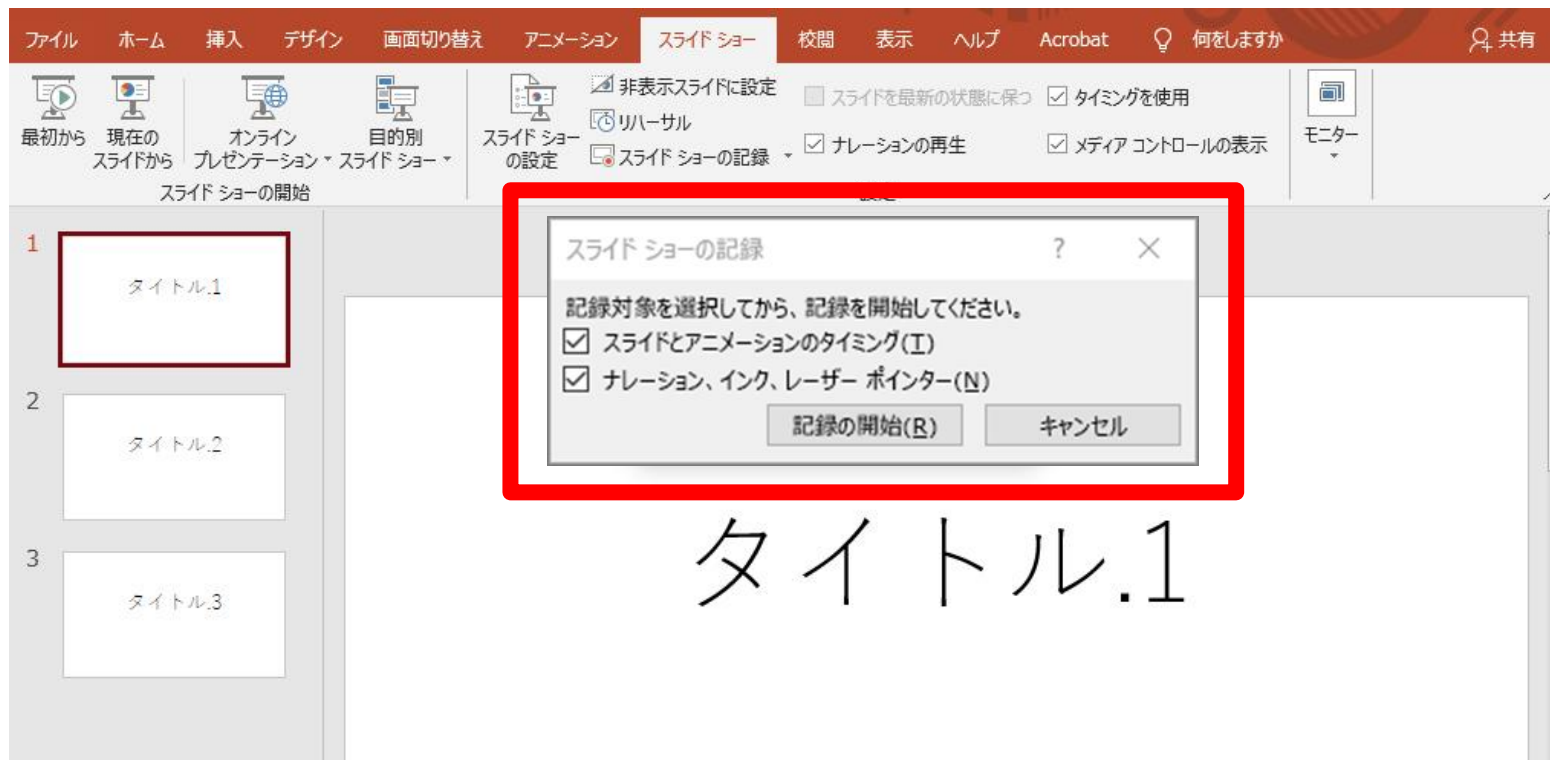 ファイル ホーム 挿入 デザイン 画面切り替え アニメーション スライド ショー 校閲 表示 ヘルプ Acrobat 何をしますか 共有
最初から
現在の
スライドから
オンライン
プレゼンテーション
目的別
スライド ショー
スライド ショーの開始
スライド ショー
の設定
非表示スライドに設定
リハーサル
スライド ショーの記録
スライドを最新の状態に保つ
ナレーションの再生
タイミングを使用
メディア コントロールの表示
モニター
1
タイトル.1
2
タイトル.2
3
タイトル.3
スライド ショーの記録 ? ×
記録対象を選択してから、記録を開始してください。
スライドとアニメーションのタイミング(T)
ナレーション、インク、レーザー ポインター(N)
記録の開始(R) キャンセル
タイトル.1